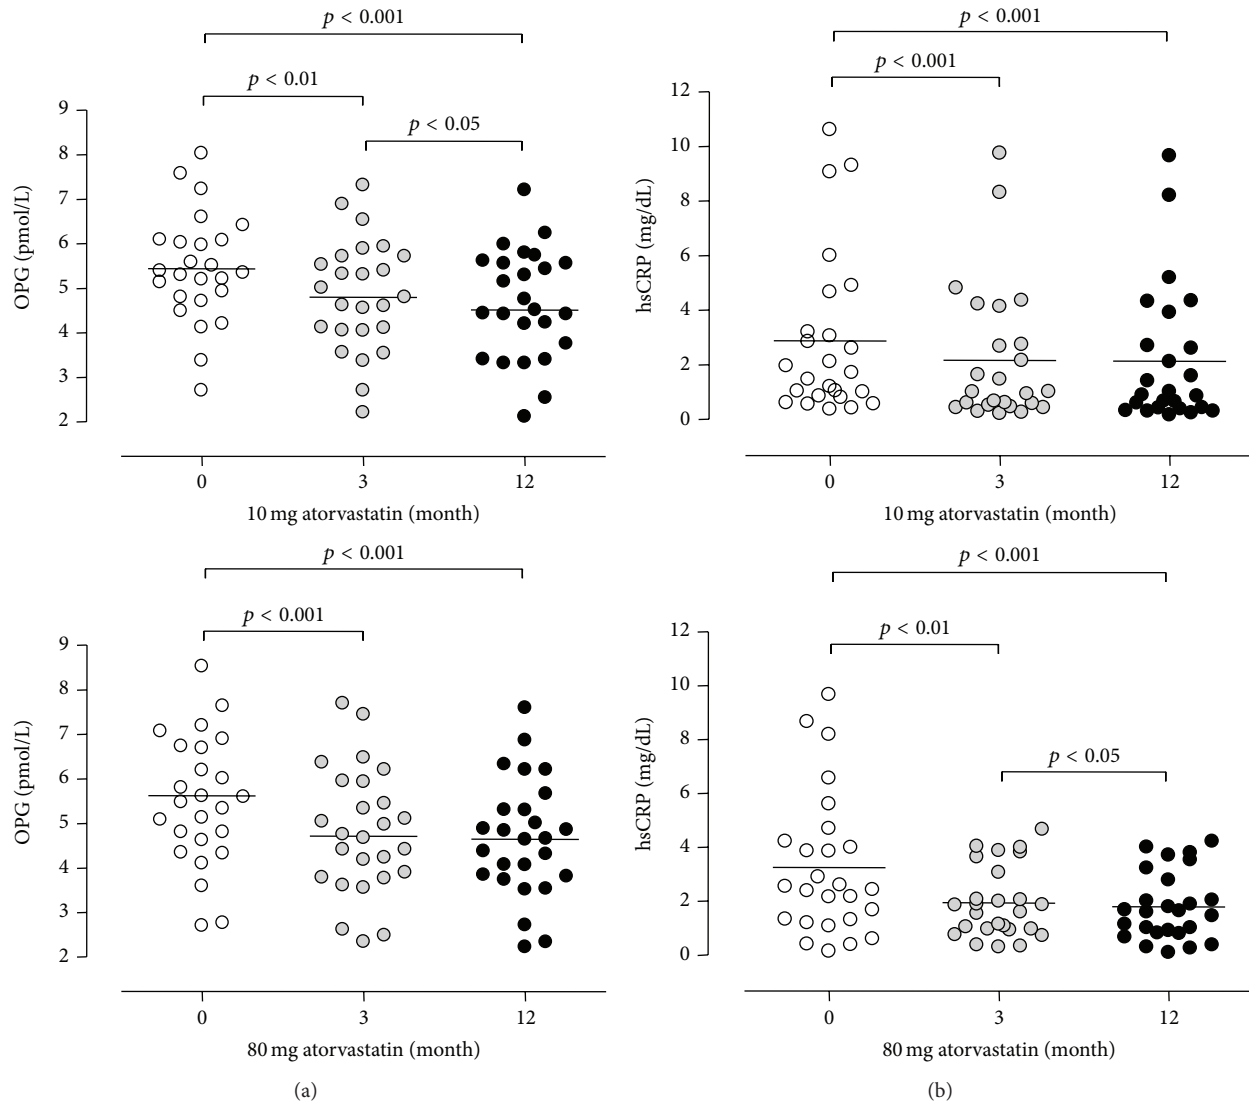 p < 0.001
p < 0.01
p < 0.05
OPG (pmol/L)
9
8
7
6
5
4
3
2
0
3
12
10 mg atorvastatin (month)
p < 0.001
p < 0.001
hsCRP (mg/dL)
12
10
8
6
4
2
0
0
3
12
10 mg atorvastatin (month)
p < 0.001
p < 0.001
OPG (pmol/L)
9
8
7
6
5
4
3
2
0
3
12
80 mg atorvastatin (month)
(a)
p < 0.001
p < 0.01
p < 0.05
hsCRP (mg/dL)
12
10
8
6
4
2
0
0
3
12
80 mg atorvastatin (month)
(b)